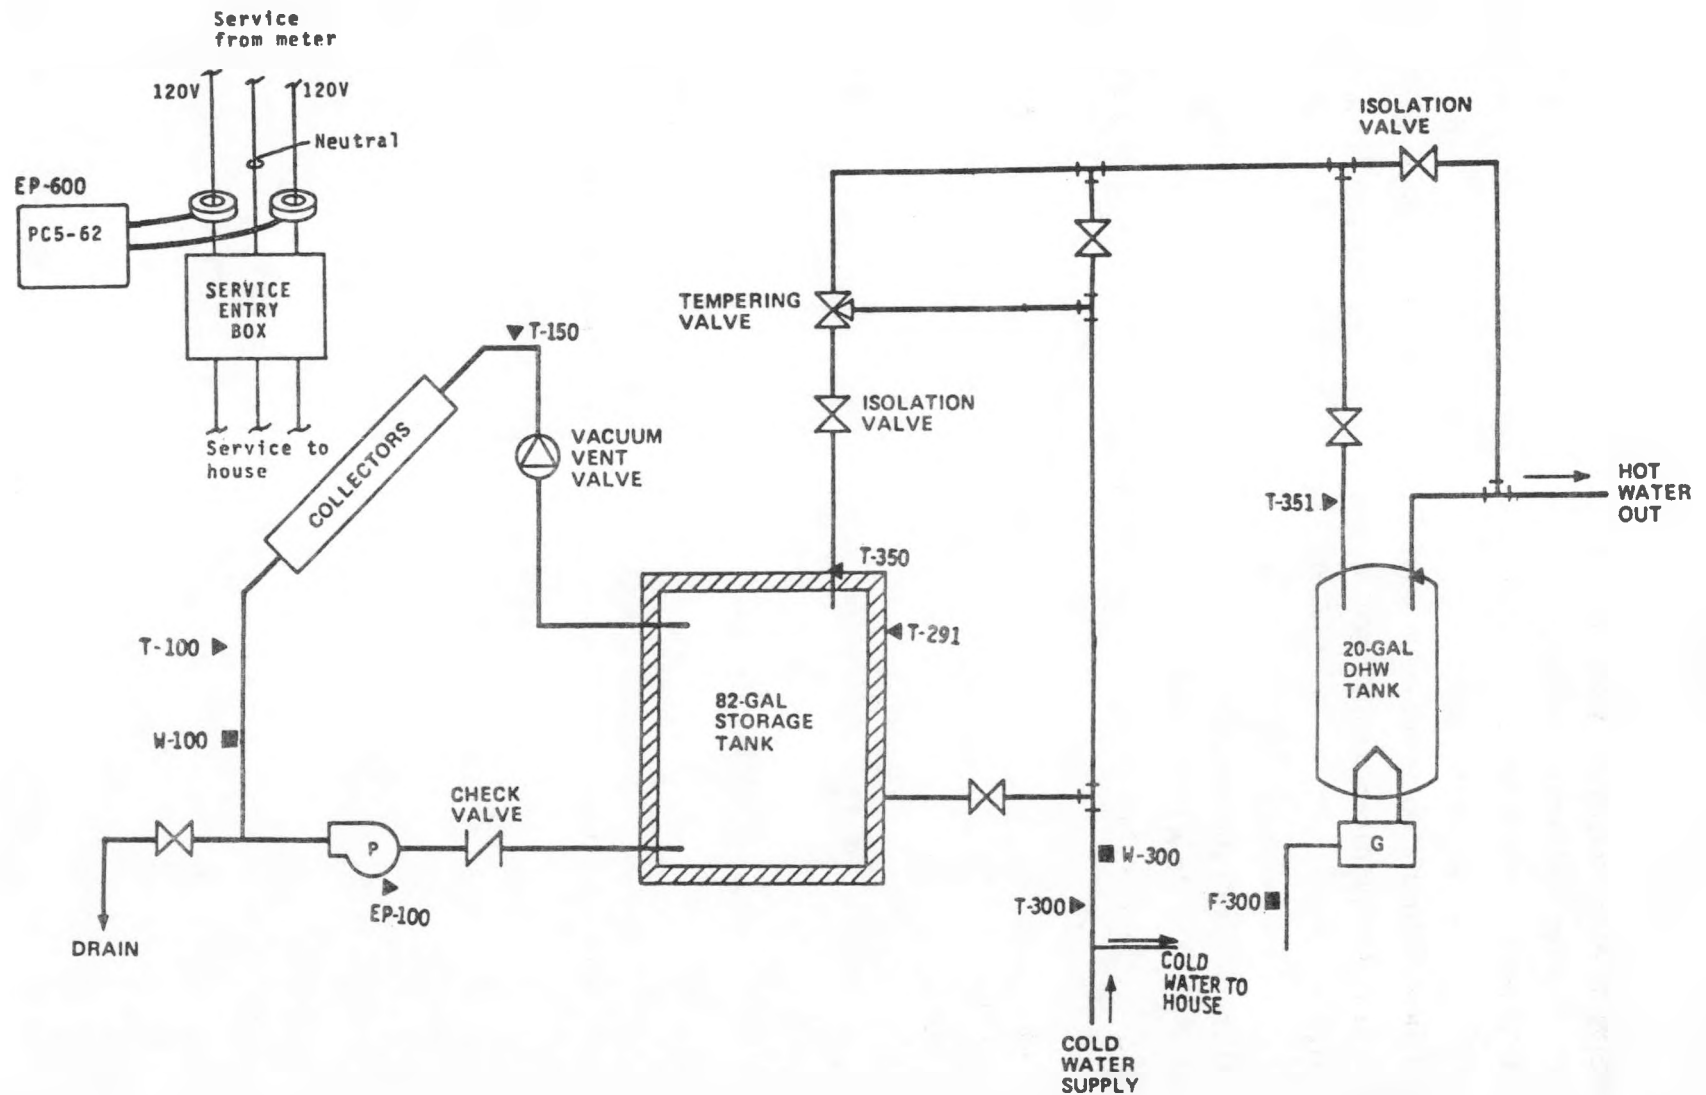 Service
from meter
120V
120V
Neutral
EP-600
PC5-62
SERVICE
ENTRY
BOX
Service to
house
ISOLATION
VALVE
TEMPERING
VALVE
T-150
ISOLATION
VALVE
COLLECTORS
VACUUM
VENT
VALVE
HOT
WATER
OUT
T-351
T-350
T-291
T-100
20-GAL
DHW
TANK
82-GAL
STORAGE
TANK
W-100
CHECK
VALVE
P
G
W-300
EP-100
T-300
F-300
DRAIN
COLD
WATER TO
HOUSE
COLD
WATER
SUPPLY